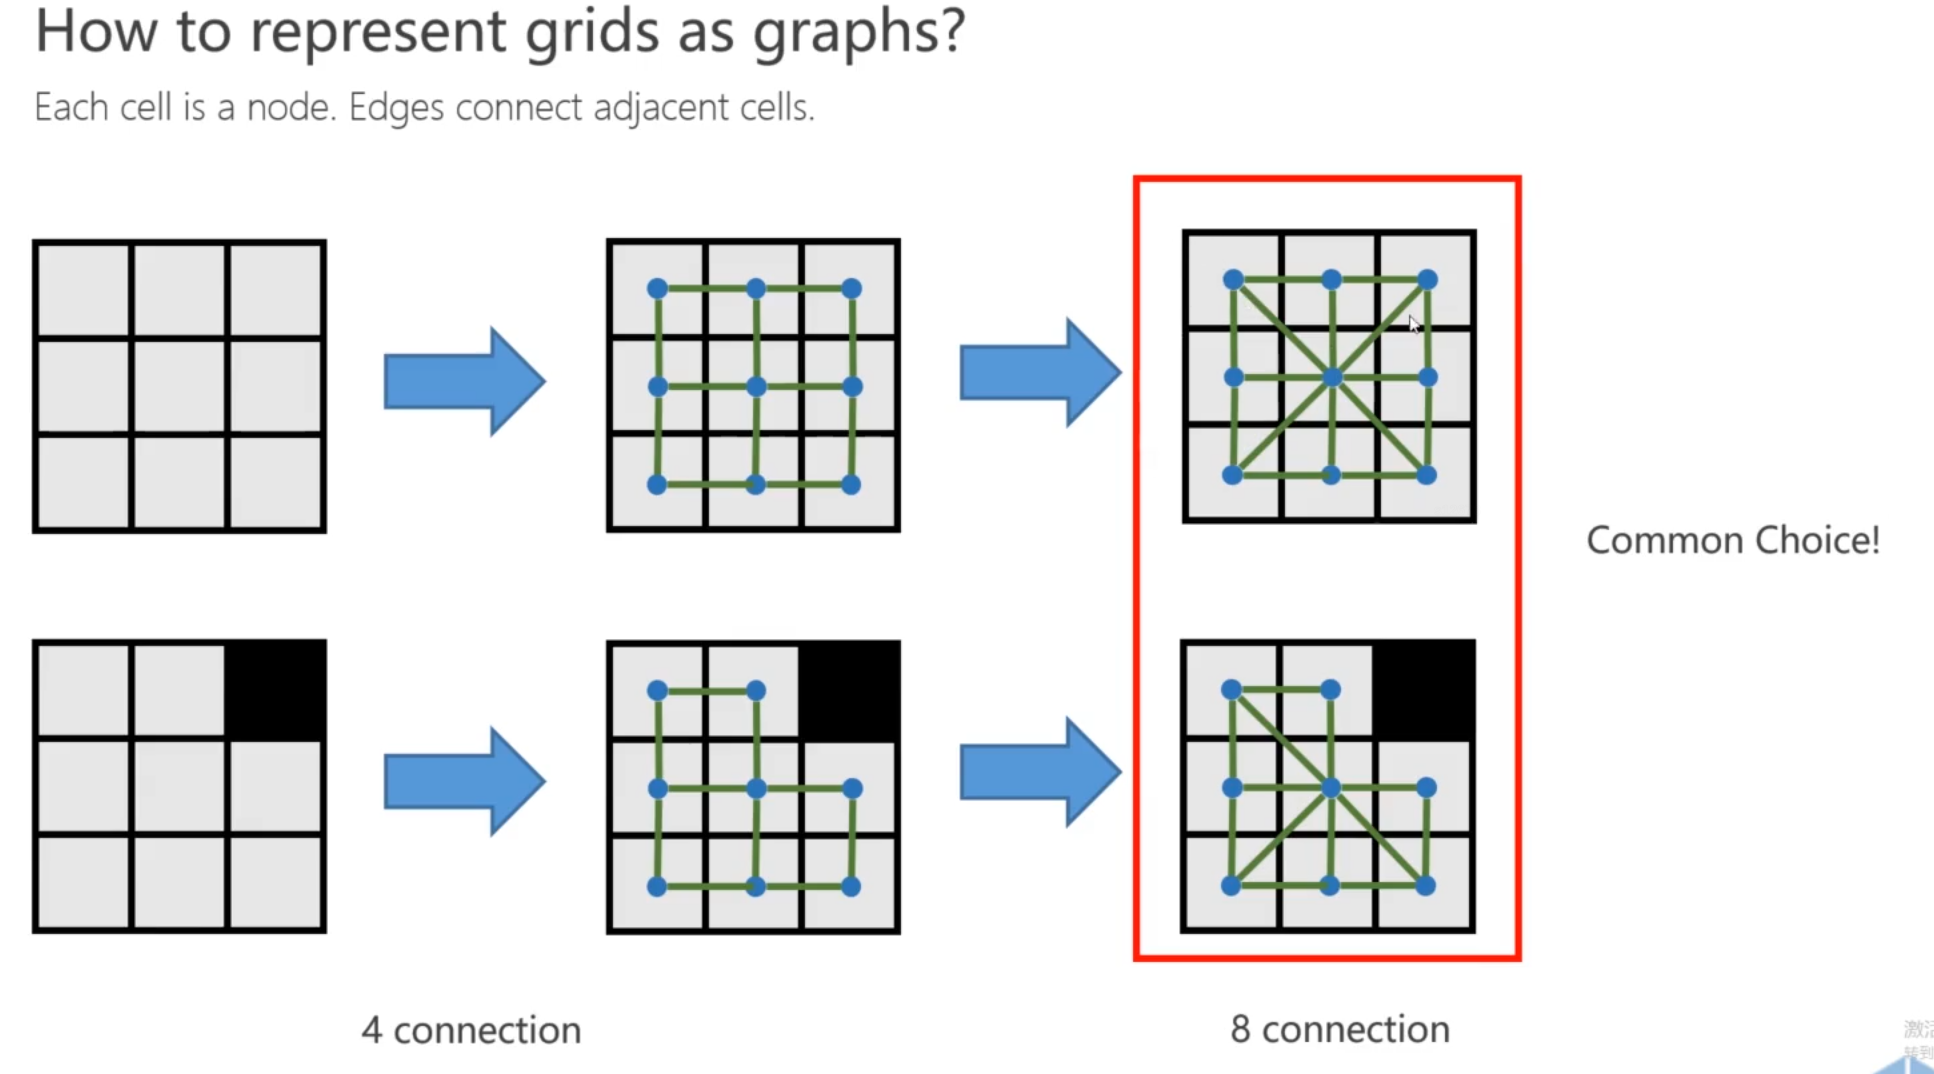 How to represent grids as graphs?
Each cell is a node. Edges connect adjacent cells.
Common Choice!
4 connection
8 connection
激活
转到